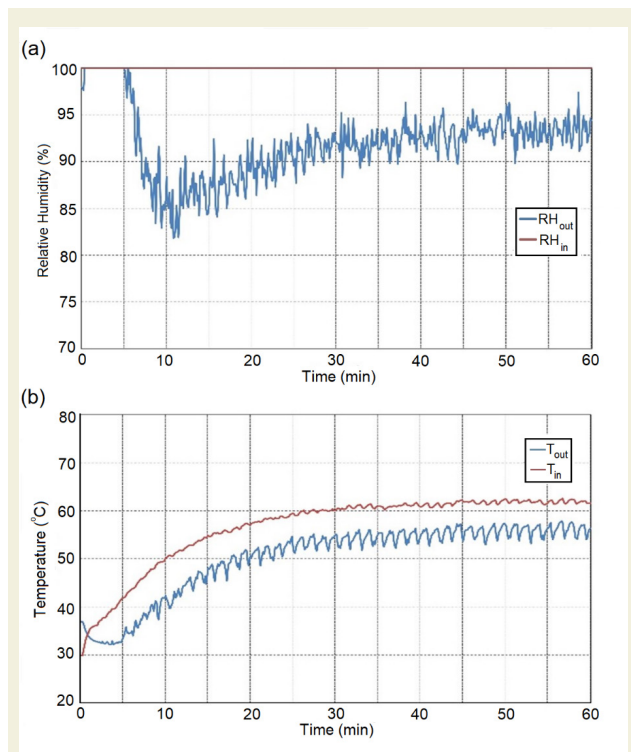 (a)
100
95
90
85
80
75
70
Relative Humidity (%)
RHout
RHin
0 10 20 30 40 50 60
Time (min)
(b)
80
70
60
50
40
30
20
Temperature (°C)
Tout
Tin
0 10 20 30 40 50 60
Time (min)